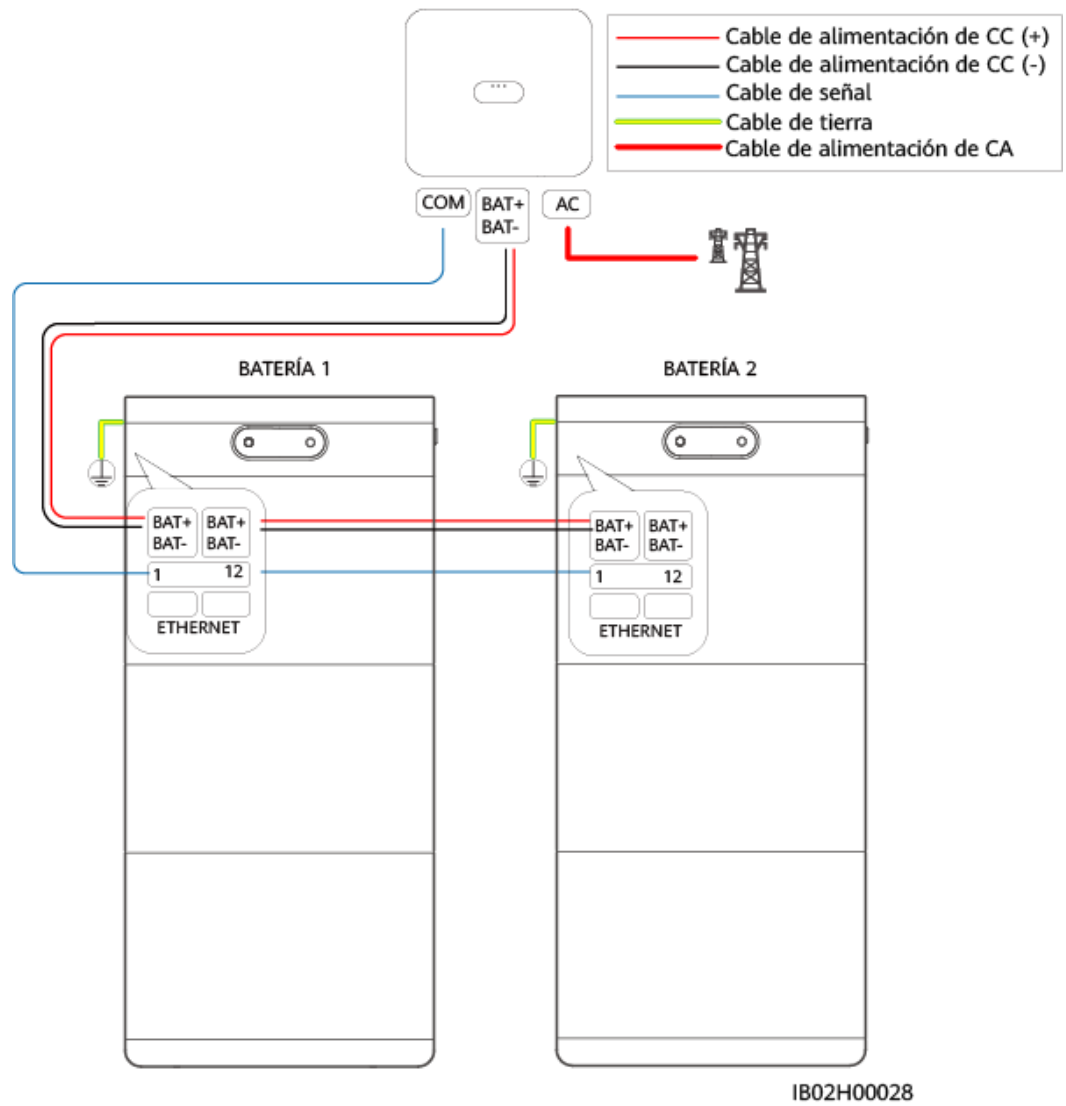 Cable de alimentación de CC (+)
Cable de alimentación de CC (-)
Cable de señal
Cable de tierra
Cable de alimentación de CA
COM
BAT+
BAT-
AC
BATERÍA 1
BATERÍA 2
BAT+ BAT+
BAT- BAT-
1 12
ETHERNET
BAT+ BAT+
BAT- BAT-
1 12
ETHERNET
IB02H00028